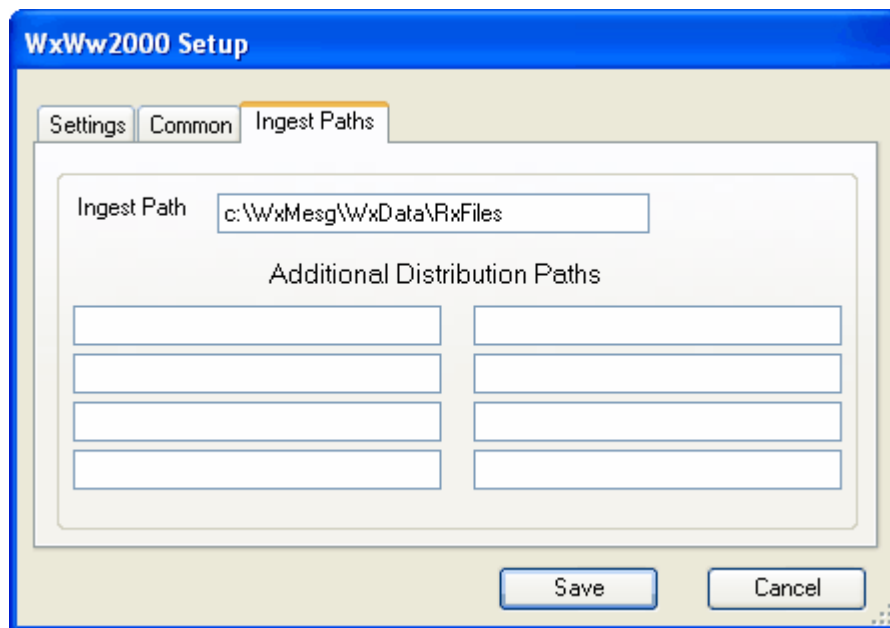 WxWw2000 Setup
Settings Common Ingest Paths
Ingest Path c:\WxMesg\WxData\RxFiles
Additional Distribution Paths
Save Cancel